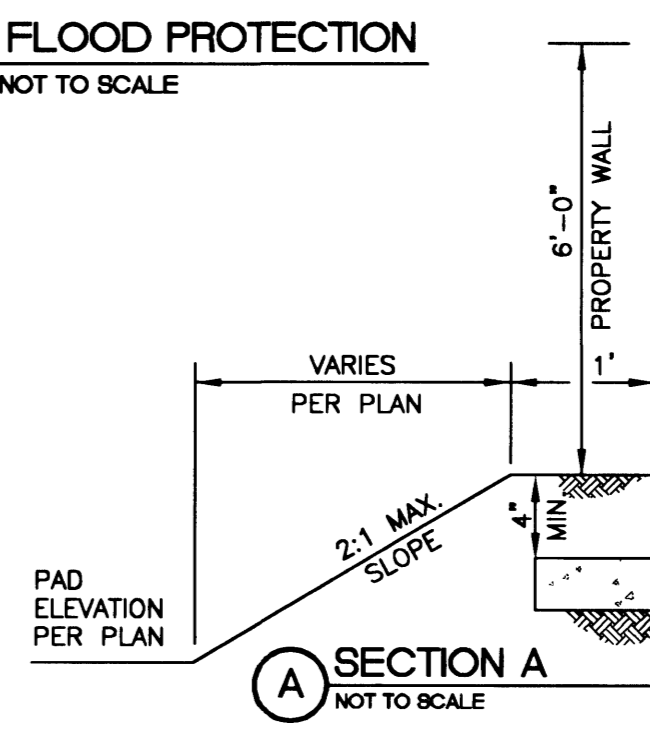 FLOOD PROTECTION
NOT TO SCALE
6'-0"
PROPERTY WALL
VARIES
PER PLAN
1'
2:1 MAX.
SLOPE
4"
MIN.
PAD
ELEVATION
PER PLAN
A
SECTION A
NOT TO SCALE